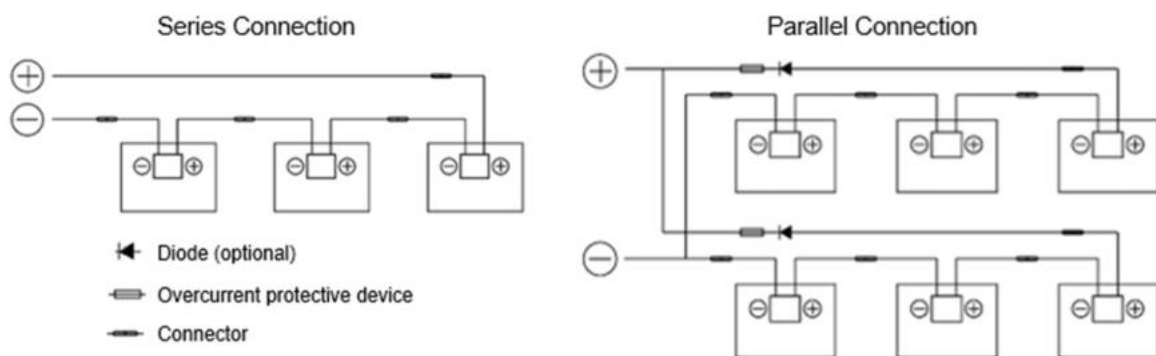 Series Connection
Parallel Connection
Diode (optional)
Overcurrent protective device
Connector